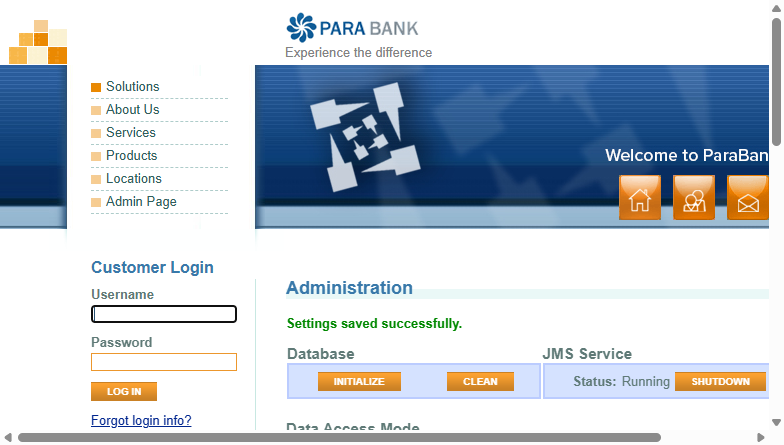 PARA BANK
Experience the difference
Solutions
About Us
Services
Products
Locations
Admin Page
Welcome to ParaBan
Customer Login
Username
Password
LOG IN
Forgot login info?
Administration
Settings saved successfully.
Database
INITIALIZE CLEAN
JMS Service
Status: Running SHUTDOWN
Data Access Mode